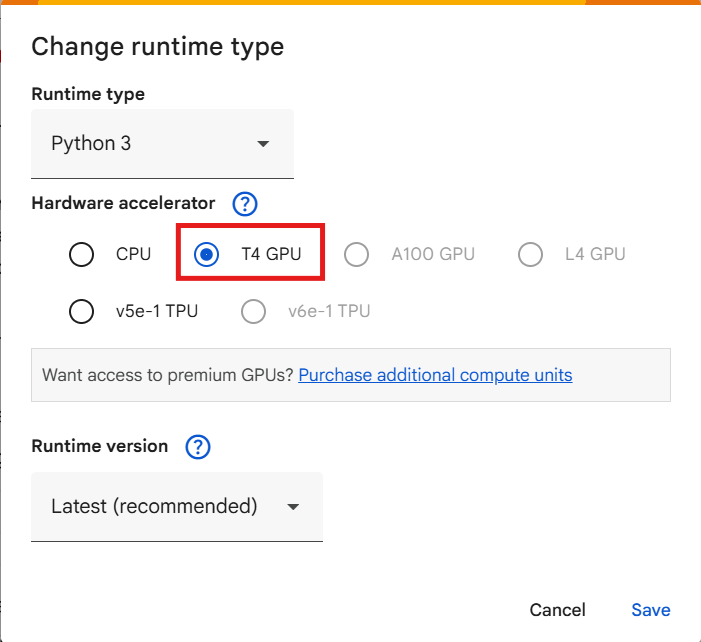 Change runtime type
Runtime type
Python 3
Hardware accelerator ?
CPU T4 GPU A100 GPU L4 GPU
v5e-1 TPU v6e-1 TPU
Want access to premium GPUs? Purchase additional compute units
Runtime version ?
Latest (recommended)
Cancel Save